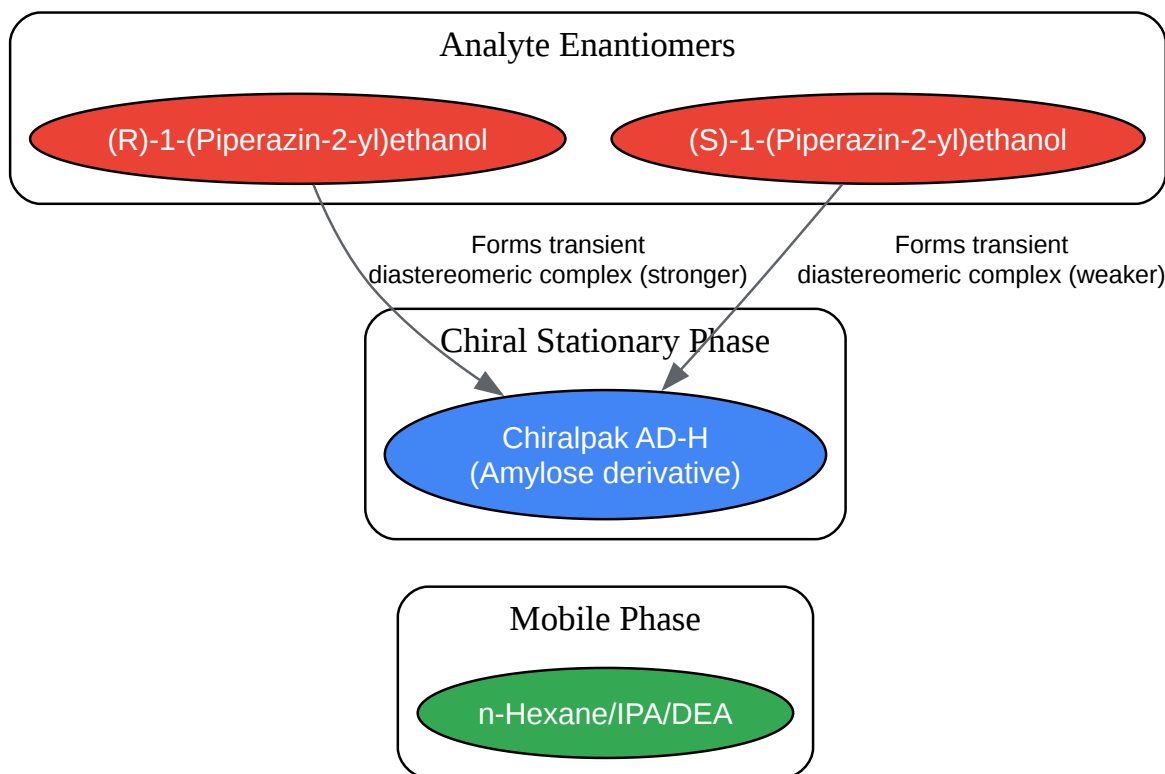 Analyte Enantiomers
(R)-1-(Piperazin-2-yl)ethanol
(S)-1-(Piperazin-2-yl)ethanol
Forms transient
diastereomeric complex (stronger)
Forms transient
diastereomeric complex (weaker)
Chiral Stationary Phase
Chiralpak AD-H
(Amylose derivative)
Mobile Phase
n-Hexane/IPA/DEA